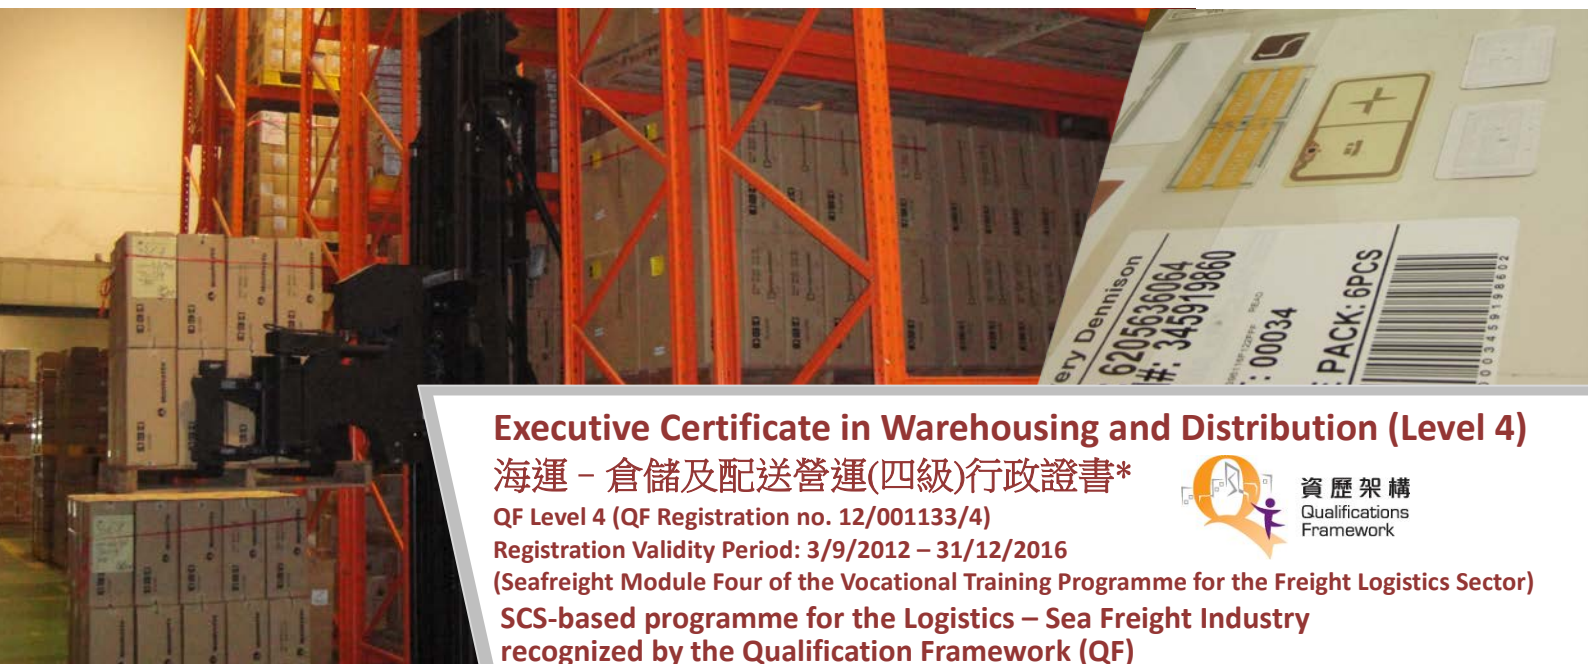 ery Dennison
6205636064
#: 345919860
READ
: 00034
E PACK: 6PCS
Executive Certificate in Warehousing and Distribution (Level 4)
海運 – 倉儲及配送營運(四級)行政證書*
資歷架構
Qualifications
Framework
QF Level 4 (QF Registration no. 12/001133/4)
Registration Validity Period: 3/9/2012 – 31/12/2016
(Seafreight Module Four of the Vocational Training Programme for the Freight Logistics Sector)
SCS-based programme for the Logistics – Sea Freight Industry
recognized by the Qualification Framework (QF)